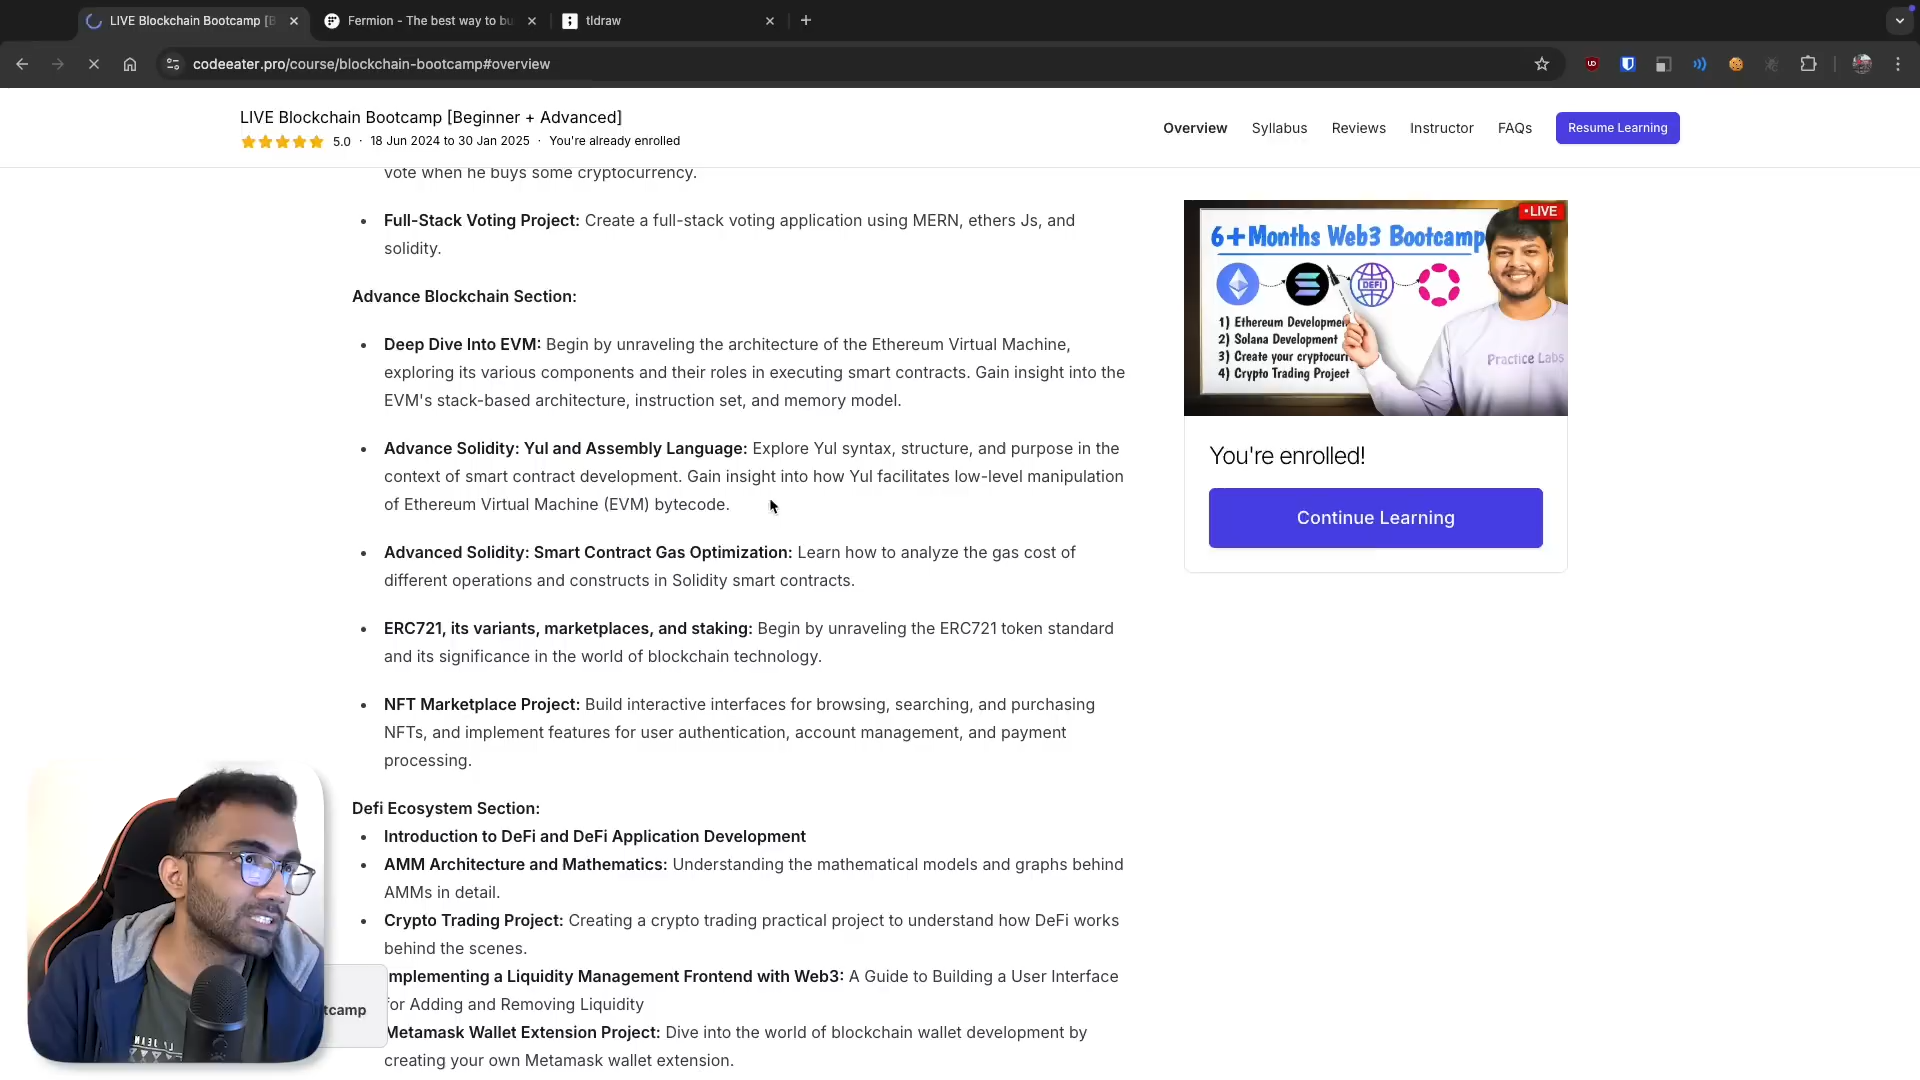 LIVE Blockchain Bootcamp [B
Fermion - The best way to bu
tldraw
codeeater.pro/course/blockchain-bootcamp#overview
LIVE Blockchain Bootcamp [Beginner + Advanced]
5.0 · 18 Jun 2024 to 30 Jan 2025 · You're already enrolled
Overview
Syllabus
Reviews
Instructor
FAQs
Resume Learning
vote when he buys some cryptocurrency.
• Full-Stack Voting Project: Create a full-stack voting application using MERN, ethers Js, and
solidity.
Advance Blockchain Section:
• Deep Dive Into EVM: Begin by unraveling the architecture of the Ethereum Virtual Machine,
exploring its various components and their roles in executing smart contracts. Gain insight into the
EVM's stack-based architecture, instruction set, and memory model.
• Advance Solidity: Yul and Assembly Language: Explore Yul syntax, structure, and purpose in the
context of smart contract development. Gain insight into how Yul facilitates low-level manipulation
of Ethereum Virtual Machine (EVM) bytecode.
• Advanced Solidity: Smart Contract Gas Optimization: Learn how to analyze the gas cost of
different operations and constructs in Solidity smart contracts.
• ERC721, its variants, marketplaces, and staking: Begin by unraveling the ERC721 token standard
and its significance in the world of blockchain technology.
• NFT Marketplace Project: Build interactive interfaces for browsing, searching, and purchasing
NFTs, and implement features for user authentication, account management, and payment
processing.
Defi Ecosystem Section:
• Introduction to DeFi and DeFi Application Development
• AMM Architecture and Mathematics: Understanding the mathematical models and graphs behind
AMMs in detail.
• Crypto Trading Project: Creating a crypto trading practical project to understand how DeFi works
behind the scenes.
mplementing a Liquidity Management Frontend with Web3: A Guide to Building a User Interface
for Adding and Removing Liquidity
Metamask Wallet Extension Project: Dive into the world of blockchain wallet development by
creating your own Metamask wallet extension.
tcamp
• LIVE
6+Months Web3 Bootcamp
DEFI
1) Ethereum Developmen
2) Solana Development
3) Create your cryptocurr
4) Crypto Trading Project
Practice Labs
You're enrolled!
Continue Learning